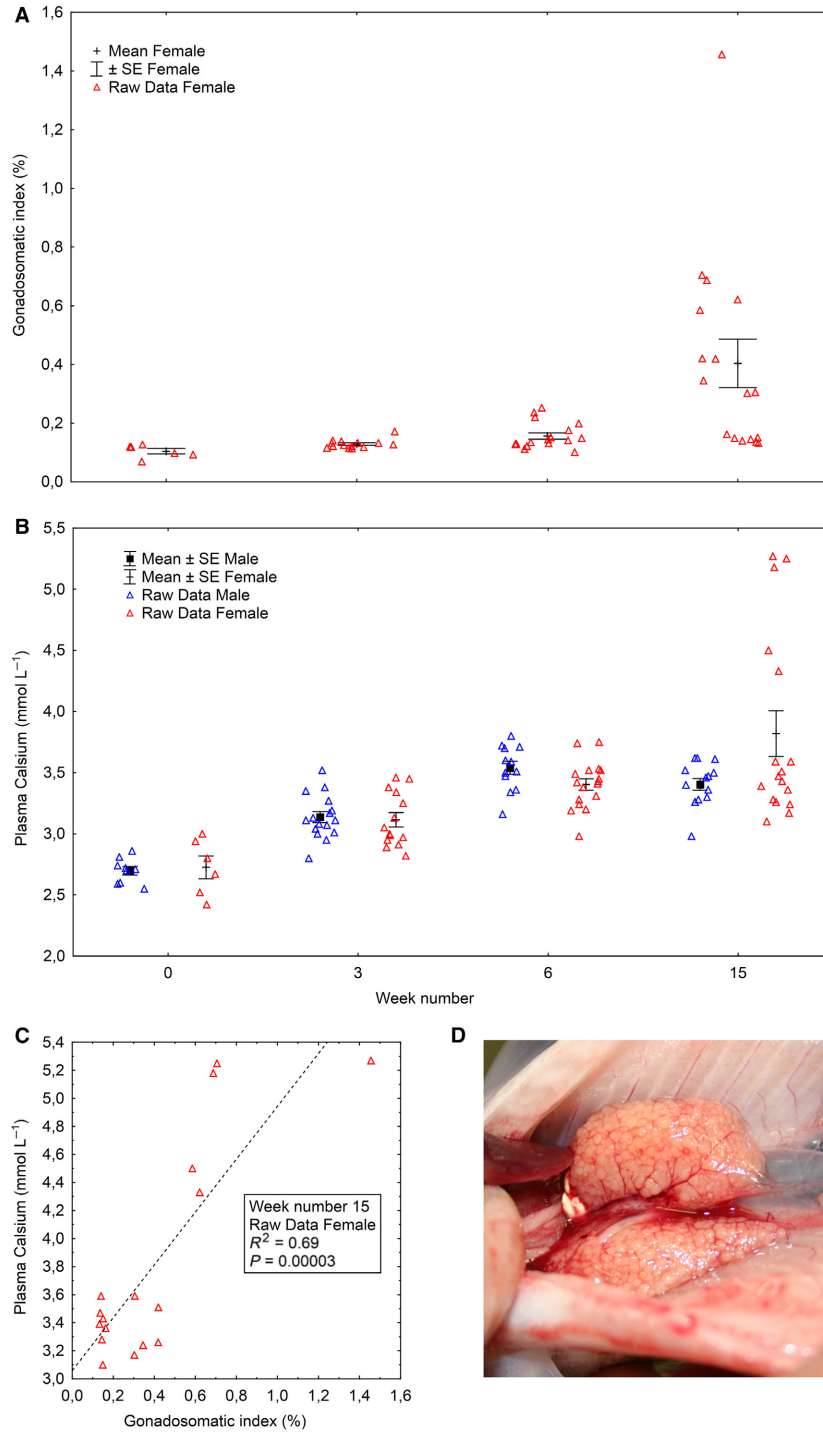 A
1,6
1,4
1,2
1,0
0,8
0,6
0,4
0,2
0,0
Gonadosomatic index (%)
Mean Female
± SE Female
Raw Data Female
B
5,5
5,0
4,5
4,0
3,5
3,0
2,5
2,0
Plasma Calsium (mmol L⁻¹)
Mean ± SE Male
Mean ± SE Female
Raw Data Male
Raw Data Female
0 3 6 15
Week number
C
5,4
5,2
5,0
4,8
4,6
4,4
4,2
4,0
3,8
3,6
3,4
3,2
3,0
Plasma Calsium (mmol L⁻¹)
Week number 15
Raw Data Female
R² = 0.69
P = 0.00003
0,0 0,2 0,4 0,6 0,8 1,0 1,2 1,4 1,6
Gonadosomatic index (%)
D